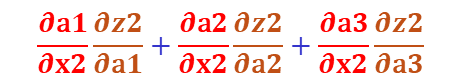 ∂a1/∂x2 ∂z2/∂a1 + ∂a2/∂x2 ∂z2/∂a2 + ∂a3/∂x2 ∂z2/∂a3